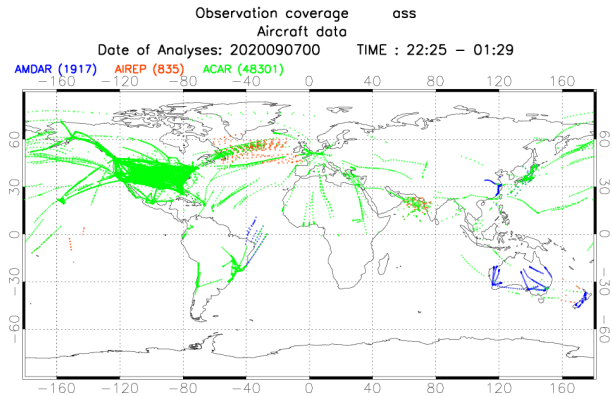 Observation coverage ass
Aircraft data
Date of Analyses: 2020090700 TIME : 22:25 - 01:29
AMDAR (1917) AIREP (835) ACAR (48301)
-160 -120 -80 -40 0 40 80 120 160
60 60
30 30
0 0
-30 -30
-60 -60
-160 -120 -80 -40 0 40 80 120 160